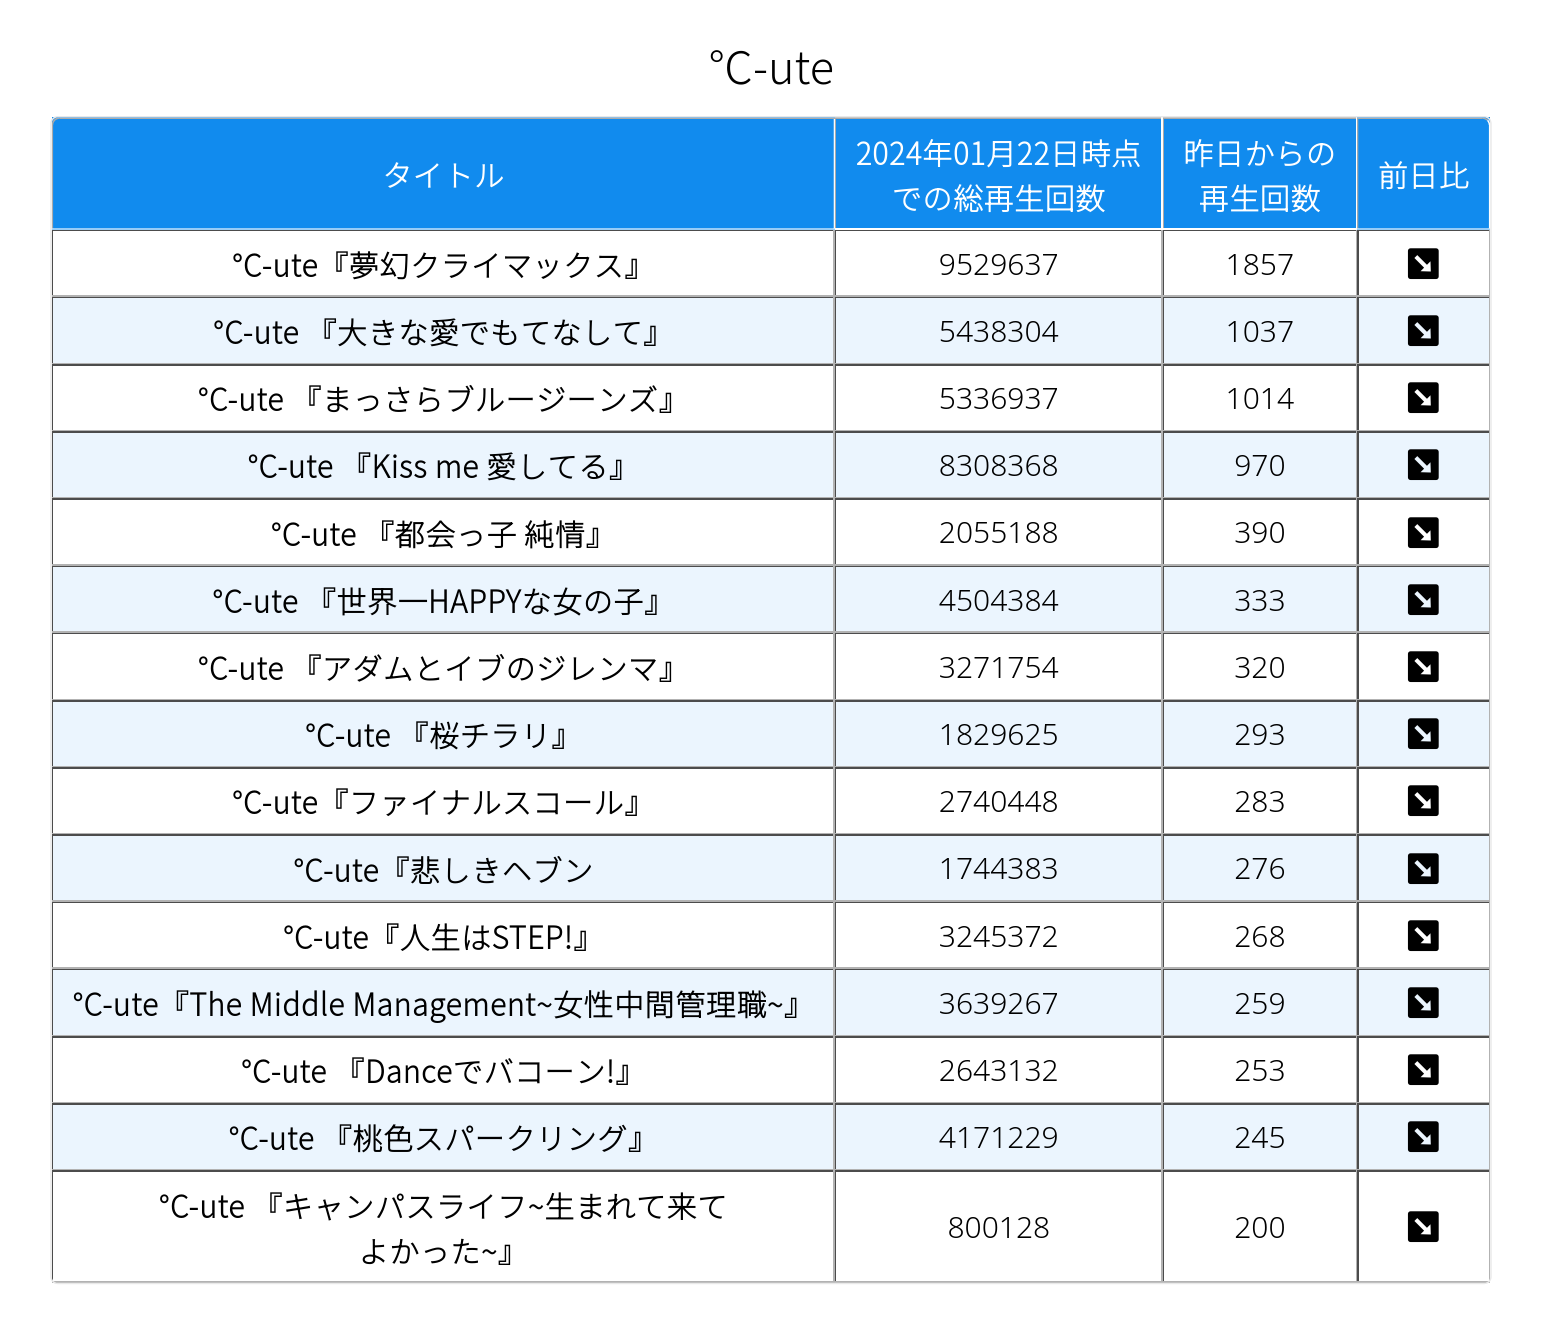 ℃-ute
タイトル
2024年01月22日時点
での総再生回数
昨日からの
再生回数
前日比
℃-ute『夢幻クライマックス』 9529637 1857
℃-ute 『大きな愛でもてなして』 5438304 1037
℃-ute 『まっさらブルージーンズ』 5336937 1014
℃-ute 『Kiss me 愛してる』 8308368 970
℃-ute 『都会っ子 純情』 2055188 390
℃-ute 『世界一HAPPYな女の子』 4504384 333
℃-ute 『アダムとイブのジレンマ』 3271754 320
℃-ute 『桜チラリ』 1829625 293
℃-ute『ファイナルスコール』 2740448 283
℃-ute『悲しきヘブン 1744383 276
℃-ute『人生はSTEP!』 3245372 268
℃-ute『The Middle Management~女性中間管理職~』 3639267 259
℃-ute 『Danceでバコーン!』 2643132 253
℃-ute 『桃色スパークリング』 4171229 245
℃-ute 『キャンパスライフ~生まれて来て
よかった~』 800128 200